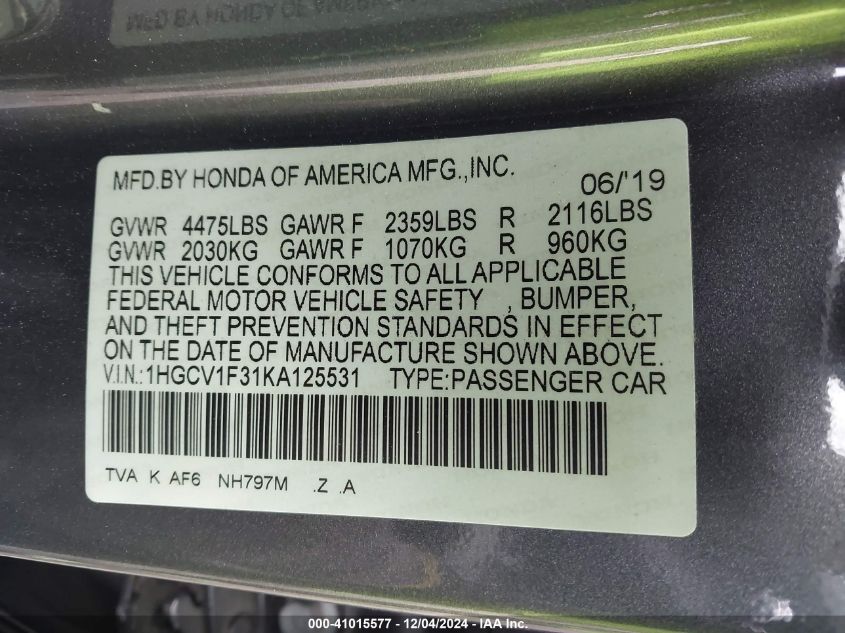 MFD.BY HONDA OF AMERICA MFG.,INC. 06/'19
GVWR 4475LBS GAWR F 2359LBS R 2116LBS
GVWR 2030KG GAWR F 1070KG R 960KG
THIS VEHICLE CONFORMS TO ALL APPLICABLE
FEDERAL MOTOR VEHICLE SAFETY , BUMPER,
AND THEFT PREVENTION STANDARDS IN EFFECT
ON THE DATE OF MANUFACTURE SHOWN ABOVE.
V.I.N.:1HGCV1F31KA125531 TYPE:PASSENGER CAR
TVA K AF6 NH797M .Z .A
000-41015577 - 12/04/2024 - IAA Inc.